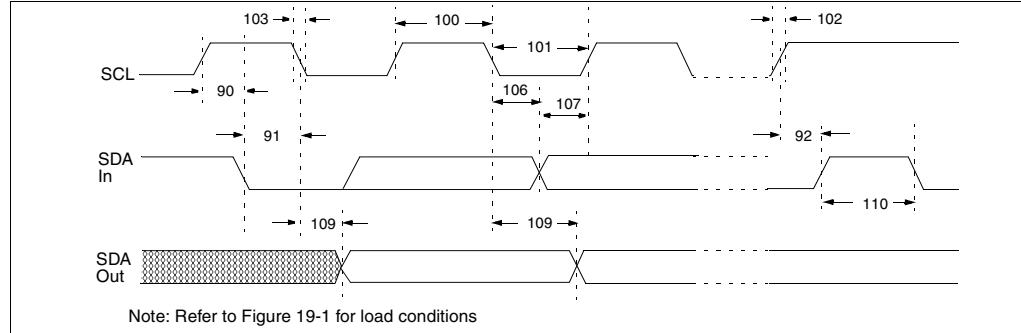 103
100
102
101
SCL
106
90
107
91
92
SDA
In
110
109
109
SDA
Out
Note: Refer to Figure 19-1 for load conditions